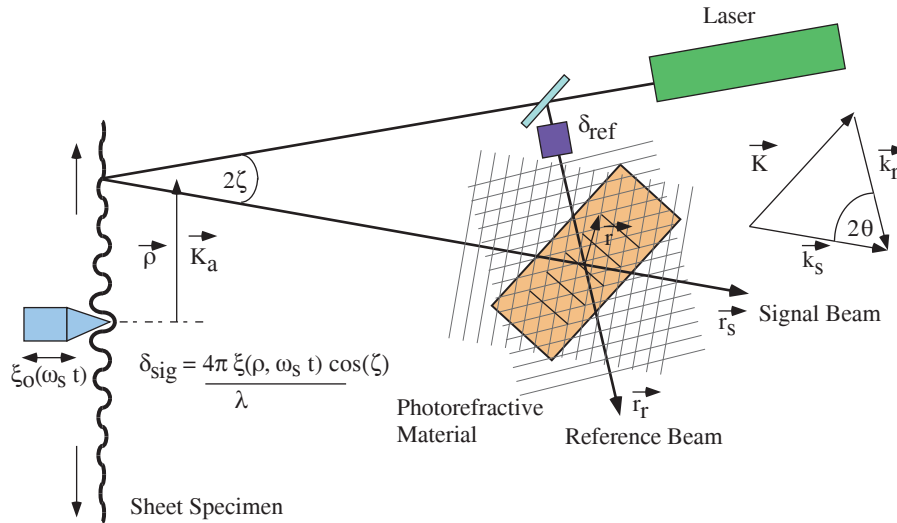 Laser
δref
2ζ
K
kr
2θ
ks
ρ
Ka
r
rs
Signal Beam
ξo(ωs t)
δsig = 4π ξ(ρ, ωs t) cos(ζ)
λ
Photorefractive
Material
rr
Reference Beam
Sheet Specimen